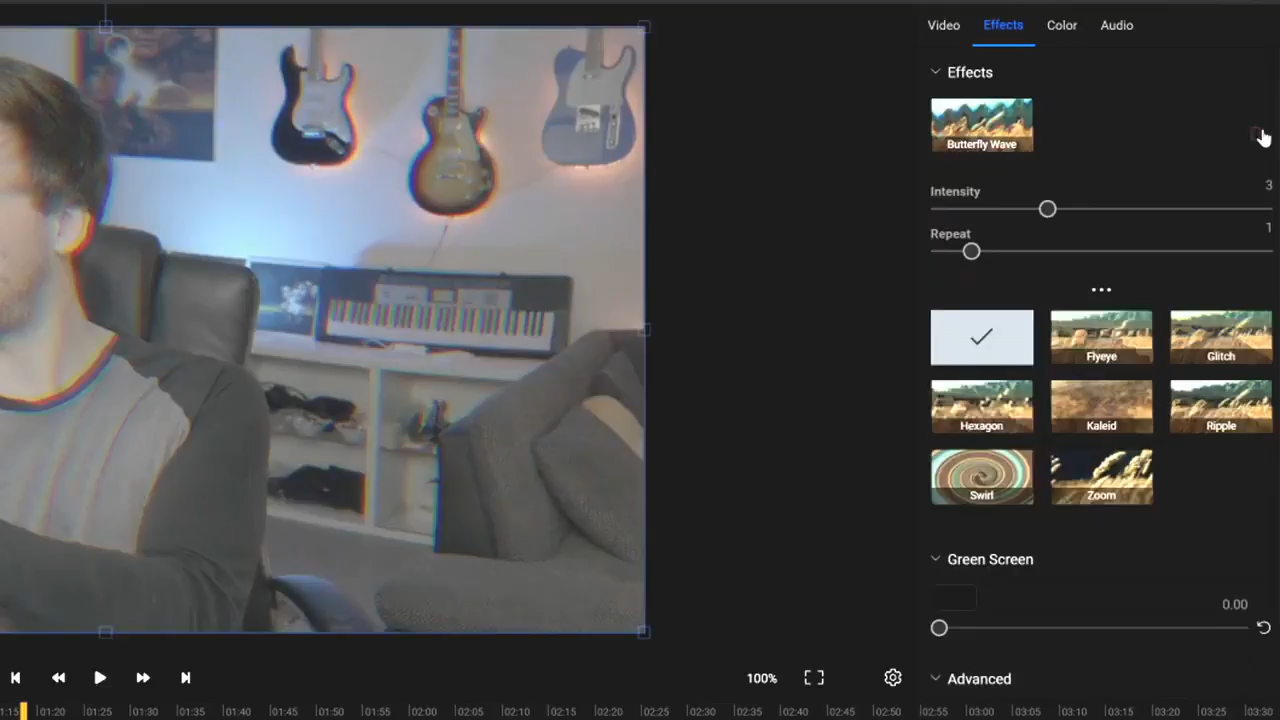 Video Effects Color Audio
Effects
Butterfly Wave
Intensity 3
Repeat 1
Flyeye Glitch
Hexagon Kaleid Ripple
Swirl Zoom
Green Screen
0.00
100%
Advanced
1:15 01:20 01:25 01:30 01:35 01:40 01:45 01:50 01:55 02:00 02:05 02:10 02:15 02:20 02:25 02:30 02:35 02:40 02:45 02:50 02:55 03:00 03:05 03:10 03:15 03:20 03:25 03:30